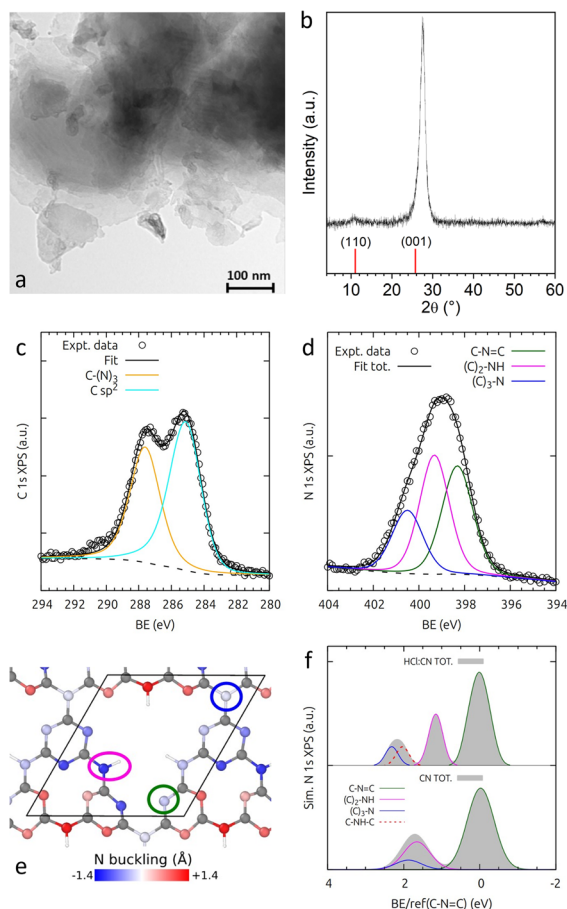 a
100 nm
b
Intensity (a.u.)
(110)
(001)
10 20 30 40 50 60
2θ (°)
c
Expt. data
Fit
C-(N)3
C sp2
C 1s XPS (a.u.)
294 292 290 288 286 284 282 280
BE (eV)
d
Expt. data
Fit tot.
C-N=C
(C)2-NH
(C)3-N
N 1s XPS (a.u.)
404 402 400 398 396 394
BE (eV)
e
N buckling (Å)
-1.4
+1.4
f
HCl:CN TOT.
CN TOT.
C-N=C
(C)2-NH
(C)3-N
C-NH-C
Sim. N 1s XPS (a.u.)
4 2 0 -2
BE/ref(C-N=C) (eV)